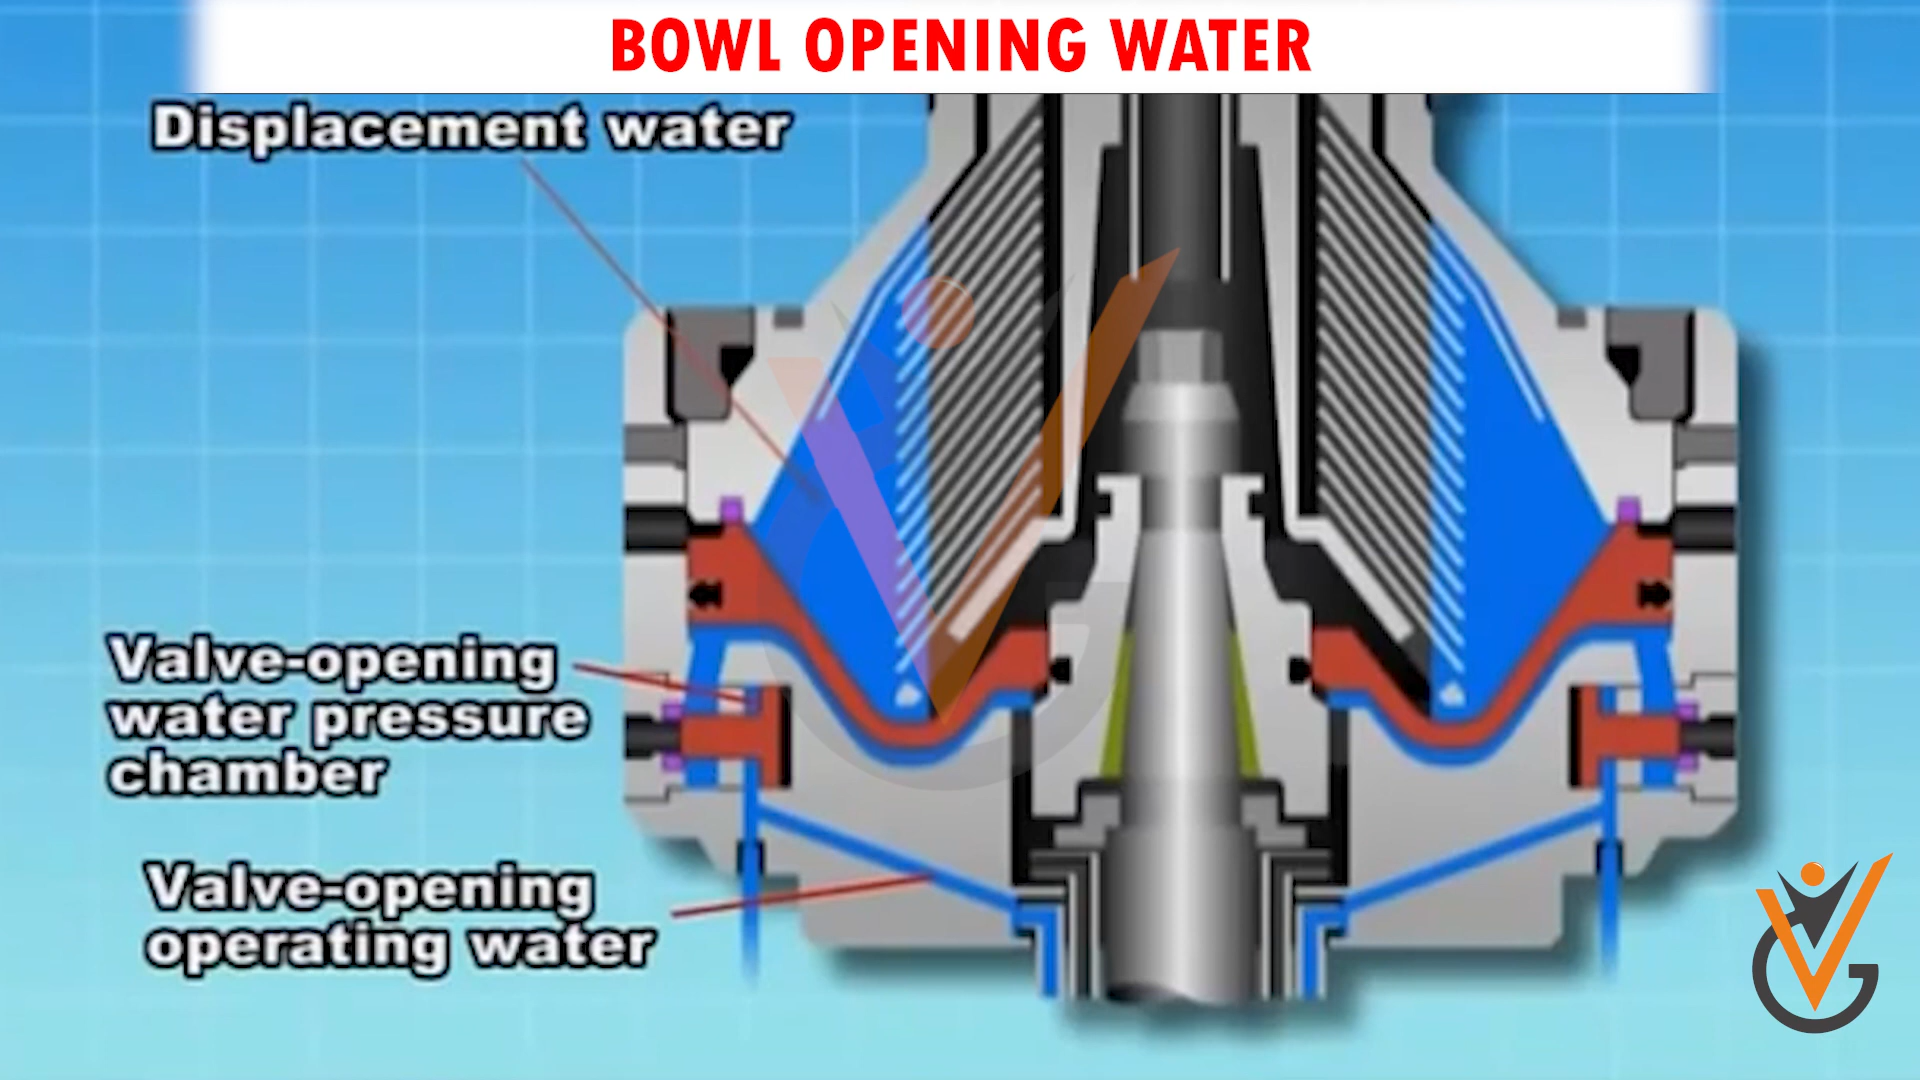 BOWL OPENING WATER
Displacement water
Valve-opening
water pressure
chamber
Valve-opening
operating water